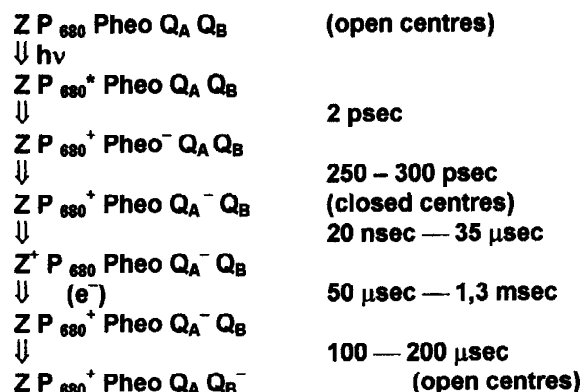 Z P 680 Pheo QA QB (open centres)
⇓ hν
Z P 680* Pheo QA QB
⇓ 2 psec
Z P 680+ Pheo− QA QB
⇓ 250 – 300 psec
Z P 680+ Pheo QA− QB (closed centres)
⇓ 20 nsec — 35 μsec
Z+ P 680 Pheo QA− QB
⇓ (e−) 50 μsec — 1,3 msec
Z P 680+ Pheo QA− QB
⇓ 100 — 200 μsec
Z P 680+ Pheo QA QB− (open centres)